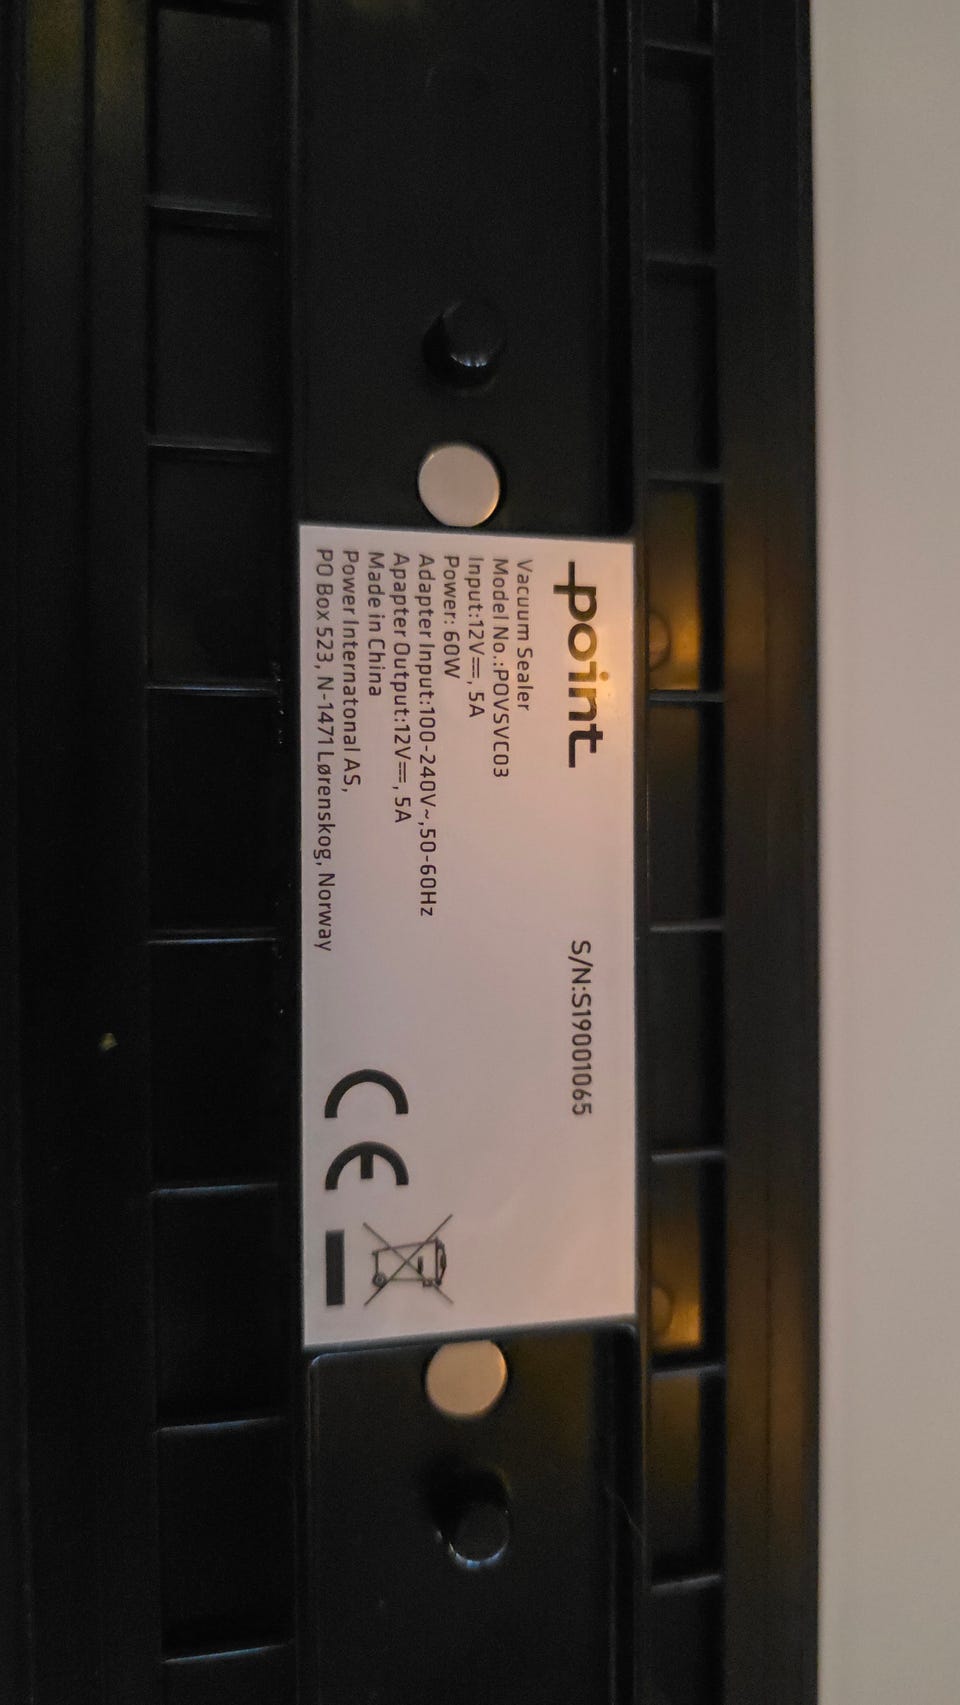 point
S/N:S19001065
Vacuum Sealer
Model No.:POVSVC03
Input:12V⎓, 5A
Power: 60W
Adapter Input:100-240V~,50-60Hz
Apapter Output:12V⎓, 5A
Made in China
Power Internatonal AS,
PO Box 523, N-1471 Lørenskog, Norway
CE